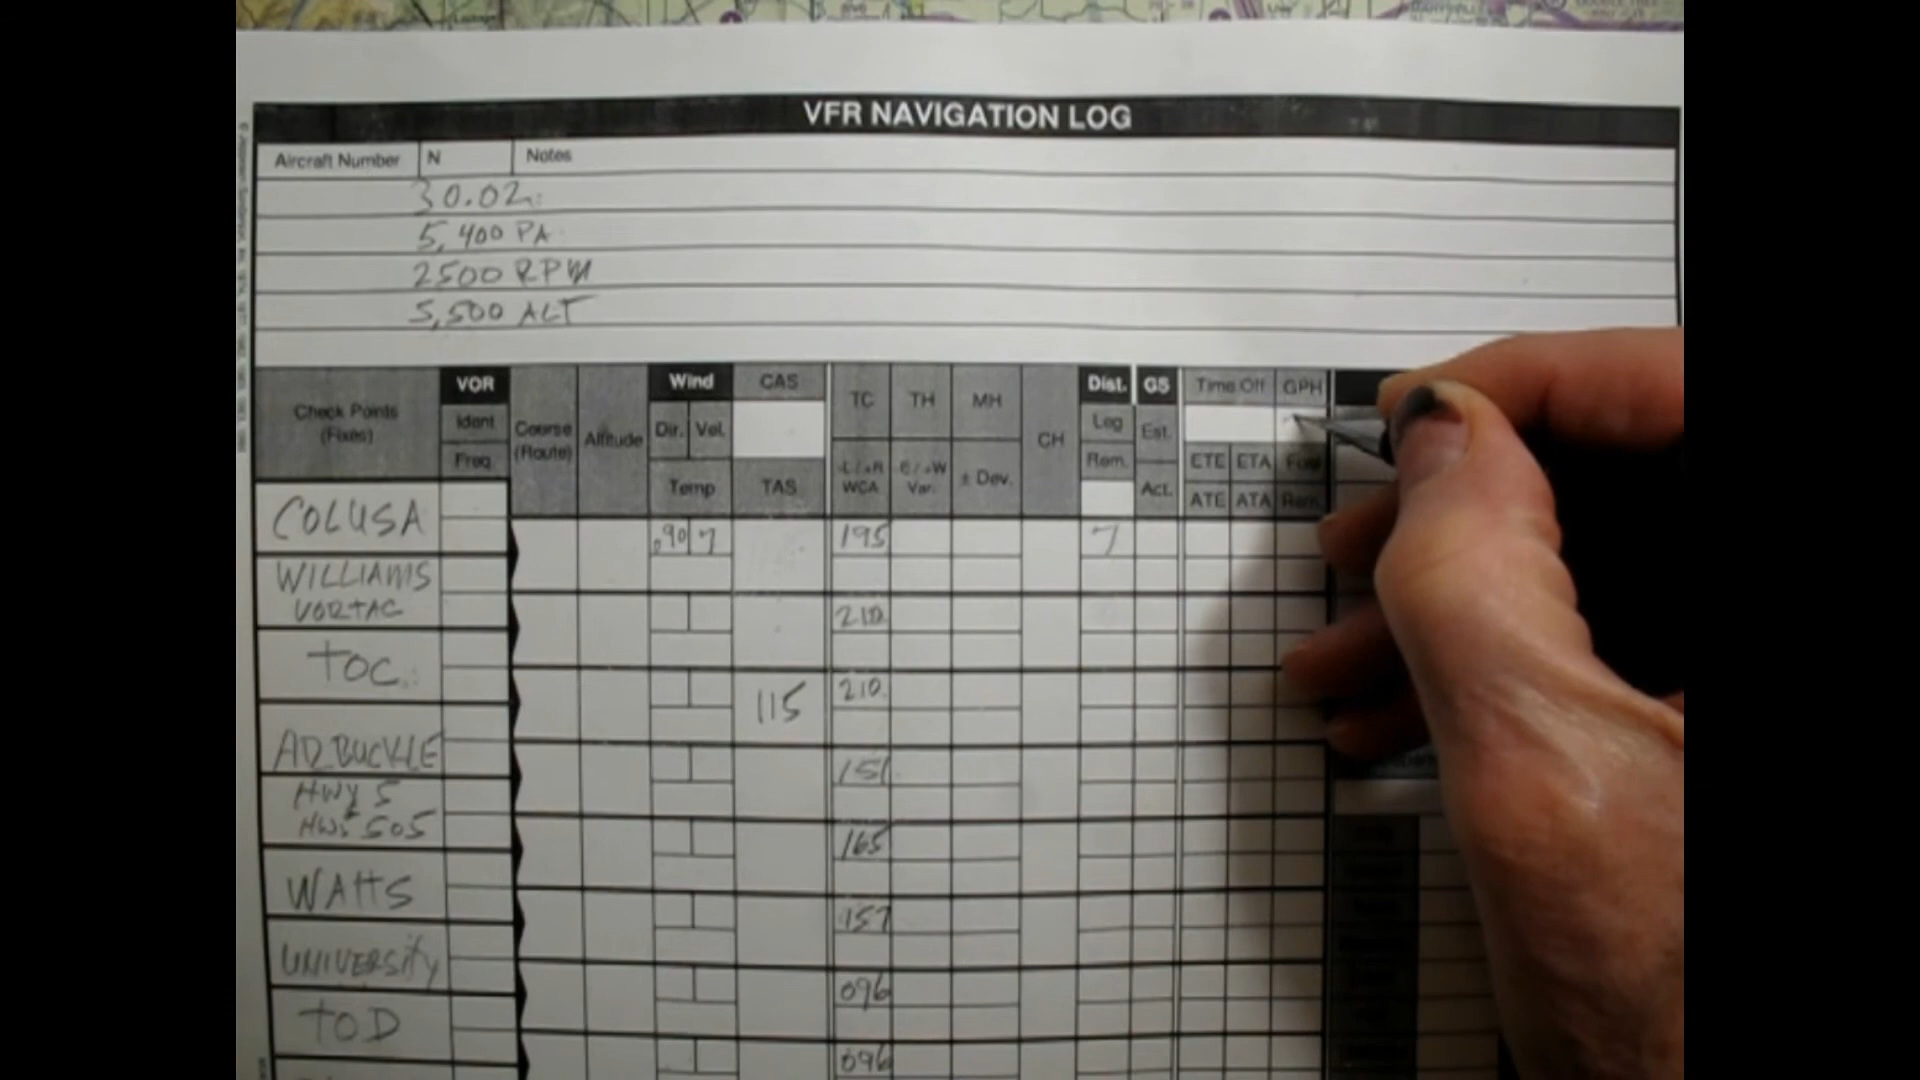 VFR NAVIGATION LOG
Aircraft Number N Notes
30.02
5,400 PA
2500 RPM
5,500 ALT
Check Points
(Fixes)
VOR
Ident
Freq
Course
(Route)
Altitude
Wind
Dir. Vel.
Temp
CAS
TAS
TC TH MH
-L/+R
WCA
-E/+W
Var.
± Dev.
CH
Dist.
Leg
Rem.
GS
Est.
Act.
Time Off GPH
ETE ETA Fuel
ATE ATA Rem.
COLUSA
090 7 195 7
WILLIAMS
VORTAC
210
TOC
115 210
ARBUCKLE
151
HWY 5
HWY 505
165
WATTS
157
UNIVERSITY
096
TOD
096